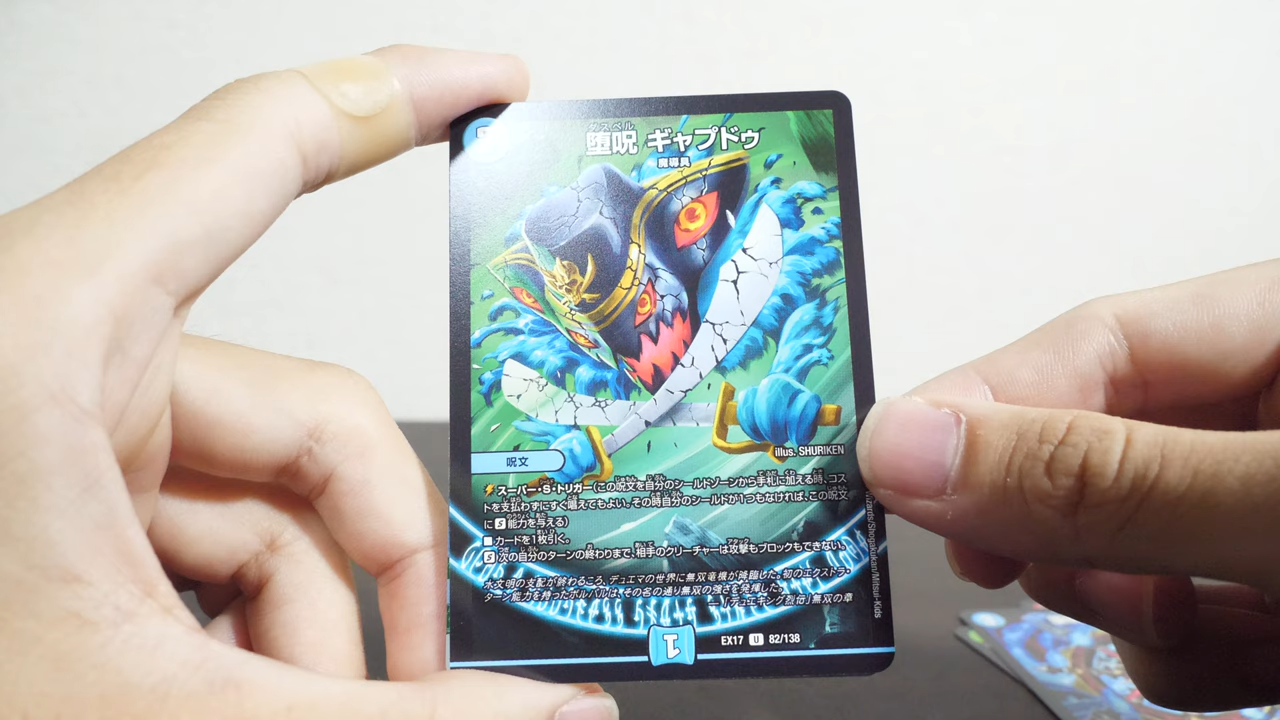 ガスペル
堕呪 ギャプドゥ
魔導具
illus. SHURIKEN
呪文
スーパー・S・トリガー(この呪文を自分のシールドゾーンから手札に加える時、コス
トを支払わずにすぐ唱えてもよい。その時自分のシールドが1つもなければ、この呪文
にS能力を与える)
■カードを1枚引く。
S次の自分のターンの終わりまで、相手のクリーチャーは攻撃もブロックもできない。
水文明の支配が終わるころ、デュエマの世界に無双竜機が降臨した。初のエクストラ・
ターン能力を持ったボルバルは、その名の通り無双の強さを発揮した。
—「デュエキング烈伝」無双の章
1
EX17 U 82/138
Wizards/Shogakukan/Mitsui-Kids